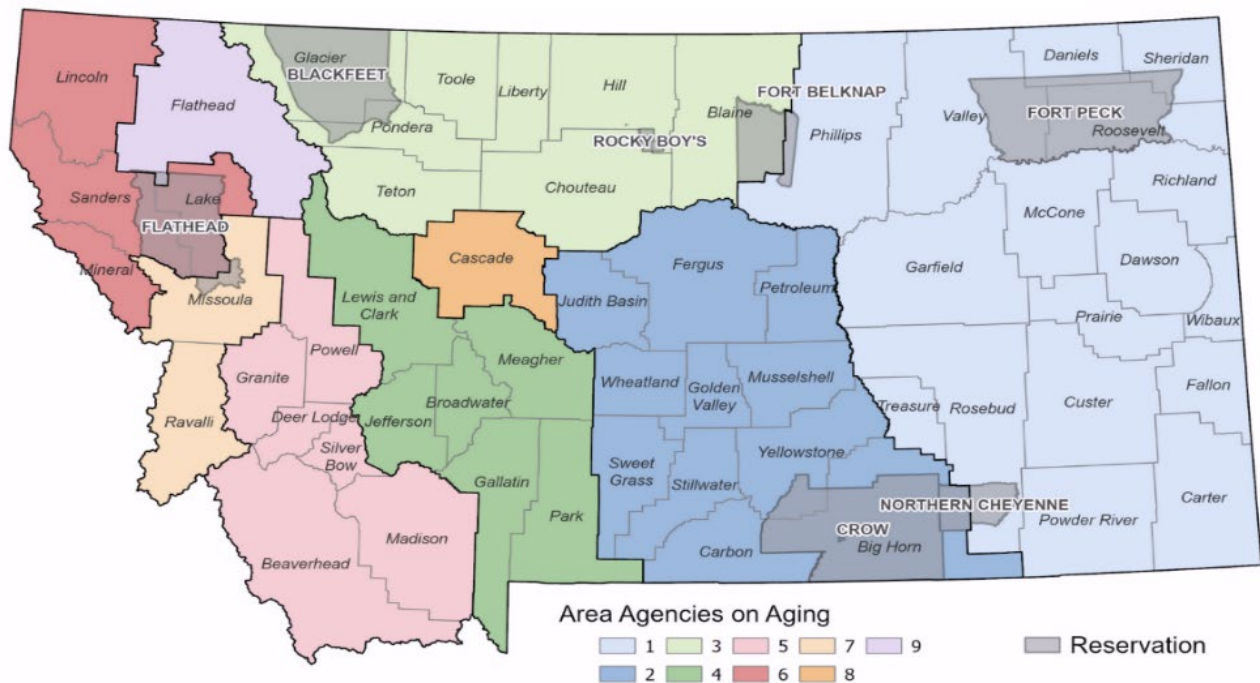 Lincoln
Flathead
Glacier
BLACKFEET
Toole
Liberty
Hill
Blaine
Pondera
ROCKY BOY'S
FORT BELKNAP
Phillips
Valley
Daniels
Sheridan
FORT PECK
Roosevelt
Sanders
Lake
FLATHEAD
Mineral
Missoula
Teton
Chouteau
Cascade
Lewis and
Clark
Powell
Granite
Deer Lodge
Silver
Bow
Ravalli
Jefferson
Broadwater
Meagher
Judith Basin
Fergus
Petroleum
Garfield
McCone
Richland
Dawson
Prairie
Wibaux
Wheatland
Golden
Valley
Musselshell
Treasure
Rosebud
Custer
Fallon
Sweet
Grass
Stillwater
Yellowstone
Gallatin
Park
Madison
Beaverhead
Carbon
CROW
Big Horn
NORTHERN CHEYENNE
Powder River
Carter
Area Agencies on Aging
1 3 5 7 9
2 4 6 8
Reservation